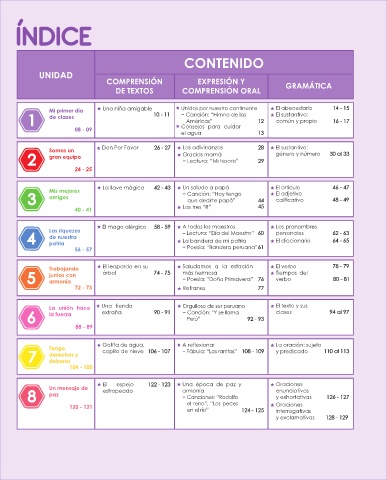 ÍNDICE
UNIDAD
CONTENIDO
COMPRENSIÓN
DE TEXTOS
EXPRESIÓN Y
COMPRENSIÓN ORAL
GRAMÁTICA
1
Mi primer día
de clases
08 - 09
Una niña amigable
10 - 11
Unidos por nuestro continente
– Canción: "Himno de las
Américas" 12
Consejos para cuidar
el agua 13
El abecedario 14 - 15
El sustantivo:
común y propio 16 - 17
2
Somos un
gran equipo
24 - 25
Don Por Favor 26 - 27
Las adivinanzas 28
Gracias mamá
– Lectura: "Mi tesoro" 29
El sustantivo:
género y número 30 al 33
3
Mis mejores
amigos
40 - 41
La llave mágica 42 - 43
Un saludo a papá
– Canción: "Hoy tengo
que decirte papá" 44
Las tres "R" 45
El artículo 46 - 47
El adjetivo
calificativo 48 - 49
4
Las riquezas
de nuestra
patria
56 - 57
El mago alérgico 58 - 59
A todos los maestros
– Lectura: "Día del Maestro" 60
La bandera de mi patria
– Poesía: "Bandera peruana" 61
Los pronombres
personales 62 - 63
El diccionario 64 - 65
5
Trabajando
juntos con
armonía
72 - 73
El leopardo en su
árbol 74 - 75
Saludamos a la estación
más hermosa
– Poesía: "Doña Primavera" 76
Refranes 77
El verbo 78 - 79
Tiempos del
verbo 80 - 81
6
La unión hace
la fuerza
88 - 89
Una tienda
extraña 90 - 91
Orgulloso de ser peruano
– Canción: "Y se llama
Perú" 92 - 93
El texto y sus
clases 94 al 97
7
Tengo
derechos y
deberes
104 - 105
Gotita de agua,
copito de nieve 106 - 107
A reflexionar
– Fábula: "Las ranitas" 108 - 109
La oración: sujeto
y predicado 110 al 113
8
Un mensaje de
paz
120 - 121
El espejo
estropeado 122 - 123
Una época de paz y
armonía
– Canciones: "Rodolfo
el reno", "Los peces
en el río" 124 - 125
Oraciones
enunciativas
y exhortativas 126 - 127
Oraciones
interrogativas
y exclamativas 128 - 129